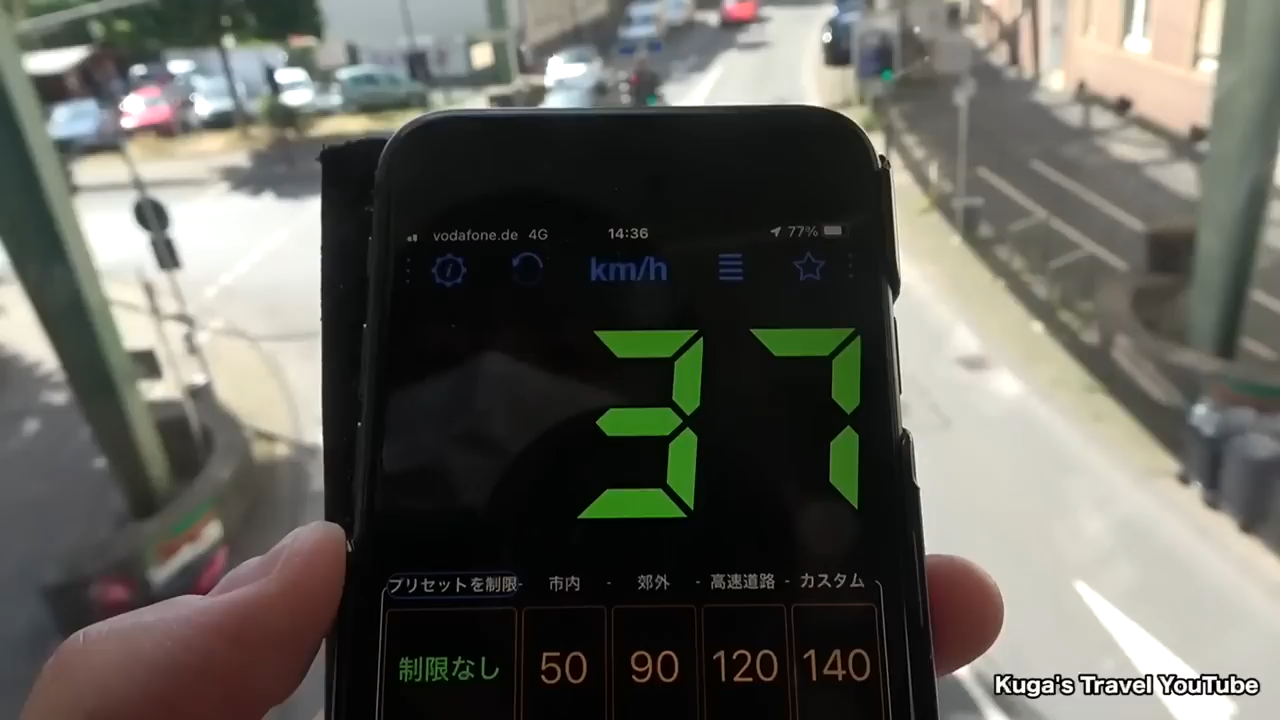 vodafone.de 4G 14:36 77%
km/h
37
プリセットを制限 - 市内 - 郊外 - 高速道路 - カスタム
制限なし 50 90 120 140
Kuga's Travel YouTube